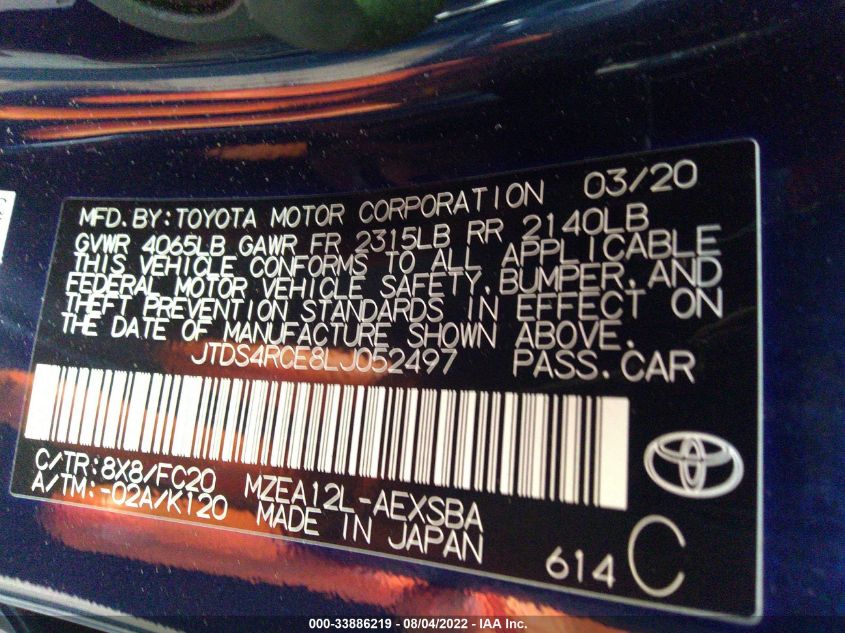 MFD. BY: TOYOTA MOTOR CORPORATION 03/20
GVWR 4065LB GAWR FR 2315LB RR 2140LB
THIS VEHICLE CONFORMS TO ALL APPLICABLE
FEDERAL MOTOR VEHICLE SAFETY, BUMPER, AND
THEFT PREVENTION STANDARDS IN EFFECT ON
THE DATE OF MANUFACTURE SHOWN ABOVE.
JTDS4RCE8LJ052497 PASS. CAR
C/TR: 8X8/FC20 MZEA12L-AEXSBA
A/TM: -02A/K120 MADE IN JAPAN
614 C
000-33886219 - 08/04/2022 - IAA Inc.